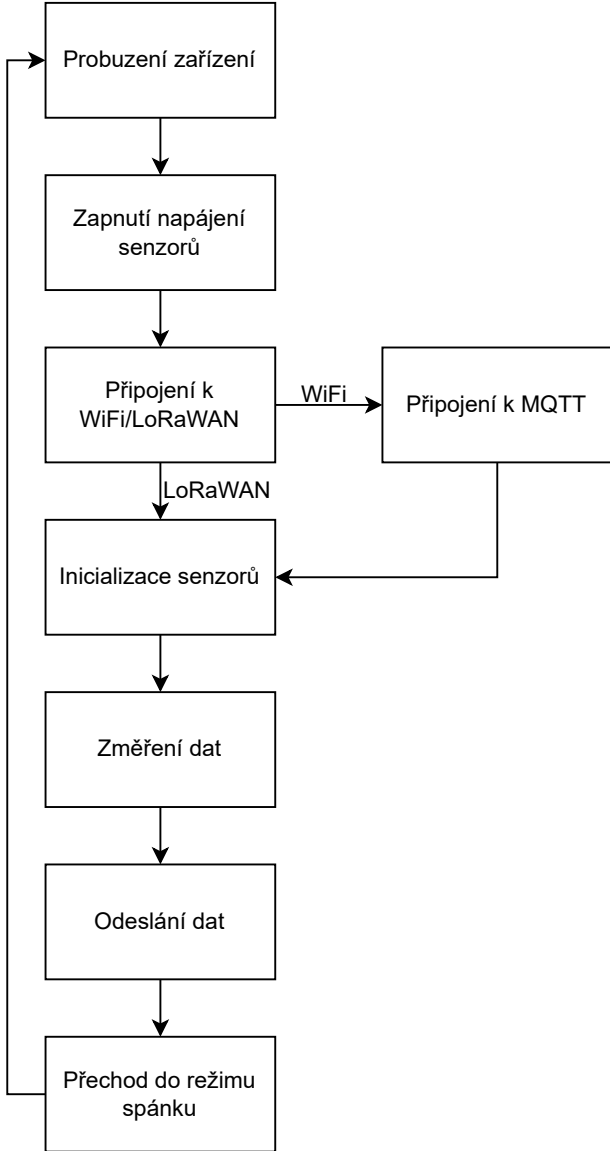 Probuzení zařízení
Zapnutí napájení
senzorů
Připojení k
WiFi/LoRaWAN
WiFi
Připojení k MQTT
LoRaWAN
Inicializace senzorů
Změření dat
Odeslání dat
Přechod do režimu
spánku